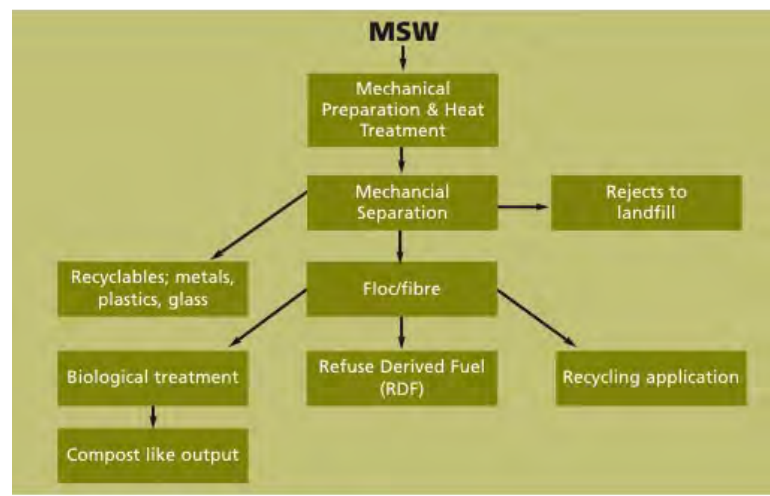 MSW
Mechanical
Preparation & Heat
Treatment
Mechancial
Separation
Rejects to
landfill
Recyclables; metals,
plastics, glass
Floc/fibre
Biological treatment
Refuse Derived Fuel
(RDF)
Recycling application
Compost like output